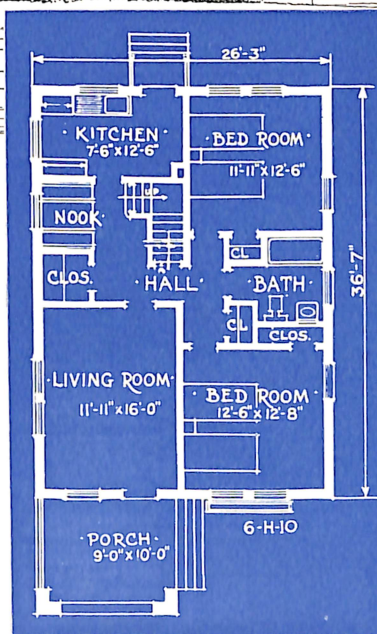 26'-3"
·KITCHEN·
7'-6"x12'-6"
·BED ROOM·
11'-11"x12'-6"
UP
NOOK
CL
CLOS.
·HALL·
·BATH·
36'-7"
CL
CLOS.
·LIVING ROOM·
11'-11"x16'-0"
·BED ROOM·
12'-6"x12'-8"
6-H-10
·PORCH·
9'-0"x10'-0"